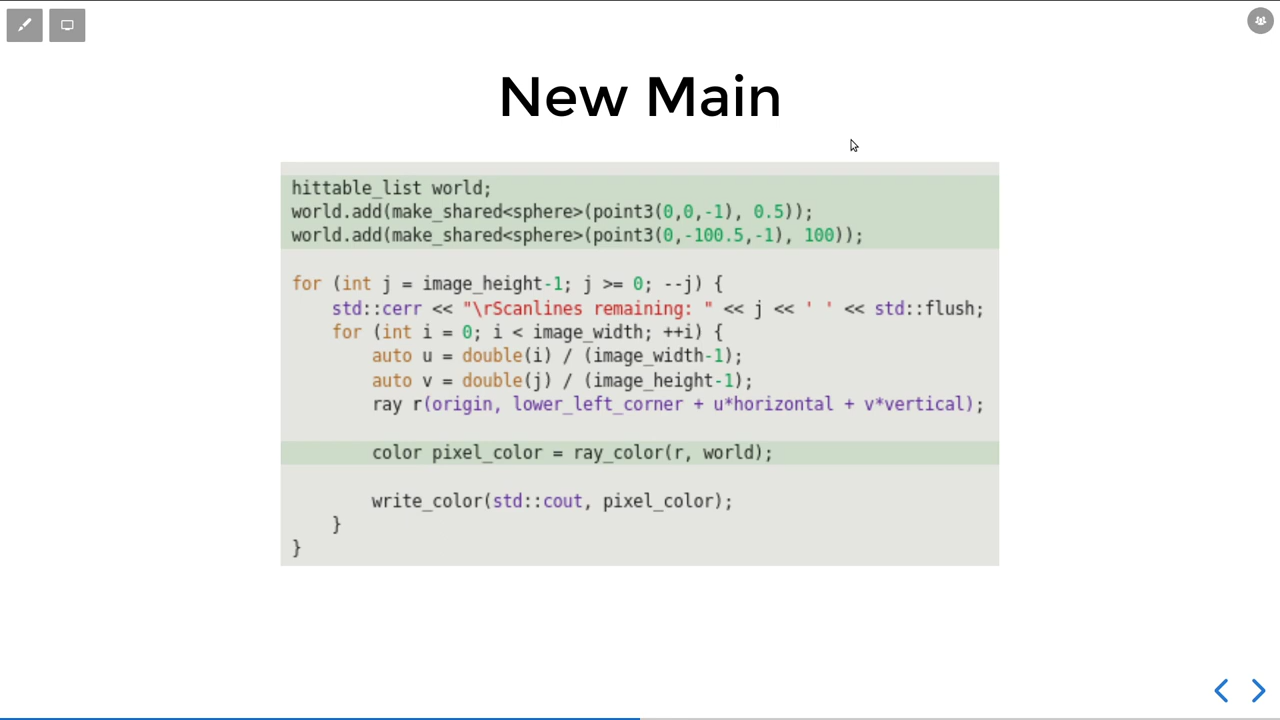 New Main
hittable_list world;
world.add(make_shared<sphere>(point3(0,0,-1), 0.5));
world.add(make_shared<sphere>(point3(0,-100.5,-1), 100));
for (int j = image_height-1; j >= 0; --j) {
    std::cerr << "\rScanlines remaining: " << j << ' ' << std::flush;
    for (int i = 0; i < image_width; ++i) {
        auto u = double(i) / (image_width-1);
        auto v = double(j) / (image_height-1);
        ray r(origin, lower_left_corner + u*horizontal + v*vertical);
        color pixel_color = ray_color(r, world);
        write_color(std::cout, pixel_color);
    }
}